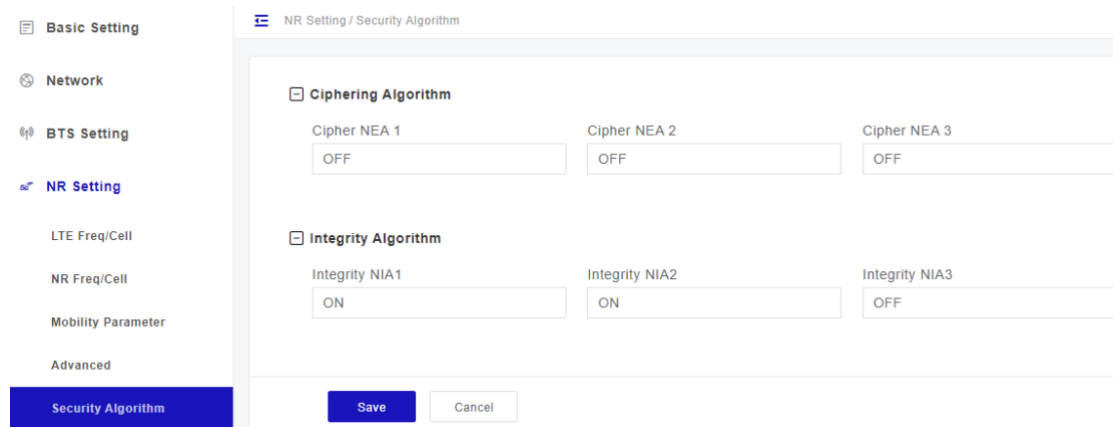 Basic Setting
Network
BTS Setting
NR Setting
LTE Freq/Cell
NR Freq/Cell
Mobility Parameter
Advanced
Security Algorithm
NR Setting / Security Algorithm
Ciphering Algorithm
Cipher NEA 1 Cipher NEA 2 Cipher NEA 3
OFF OFF OFF
Integrity Algorithm
Integrity NIA1 Integrity NIA2 Integrity NIA3
ON ON OFF
Save Cancel